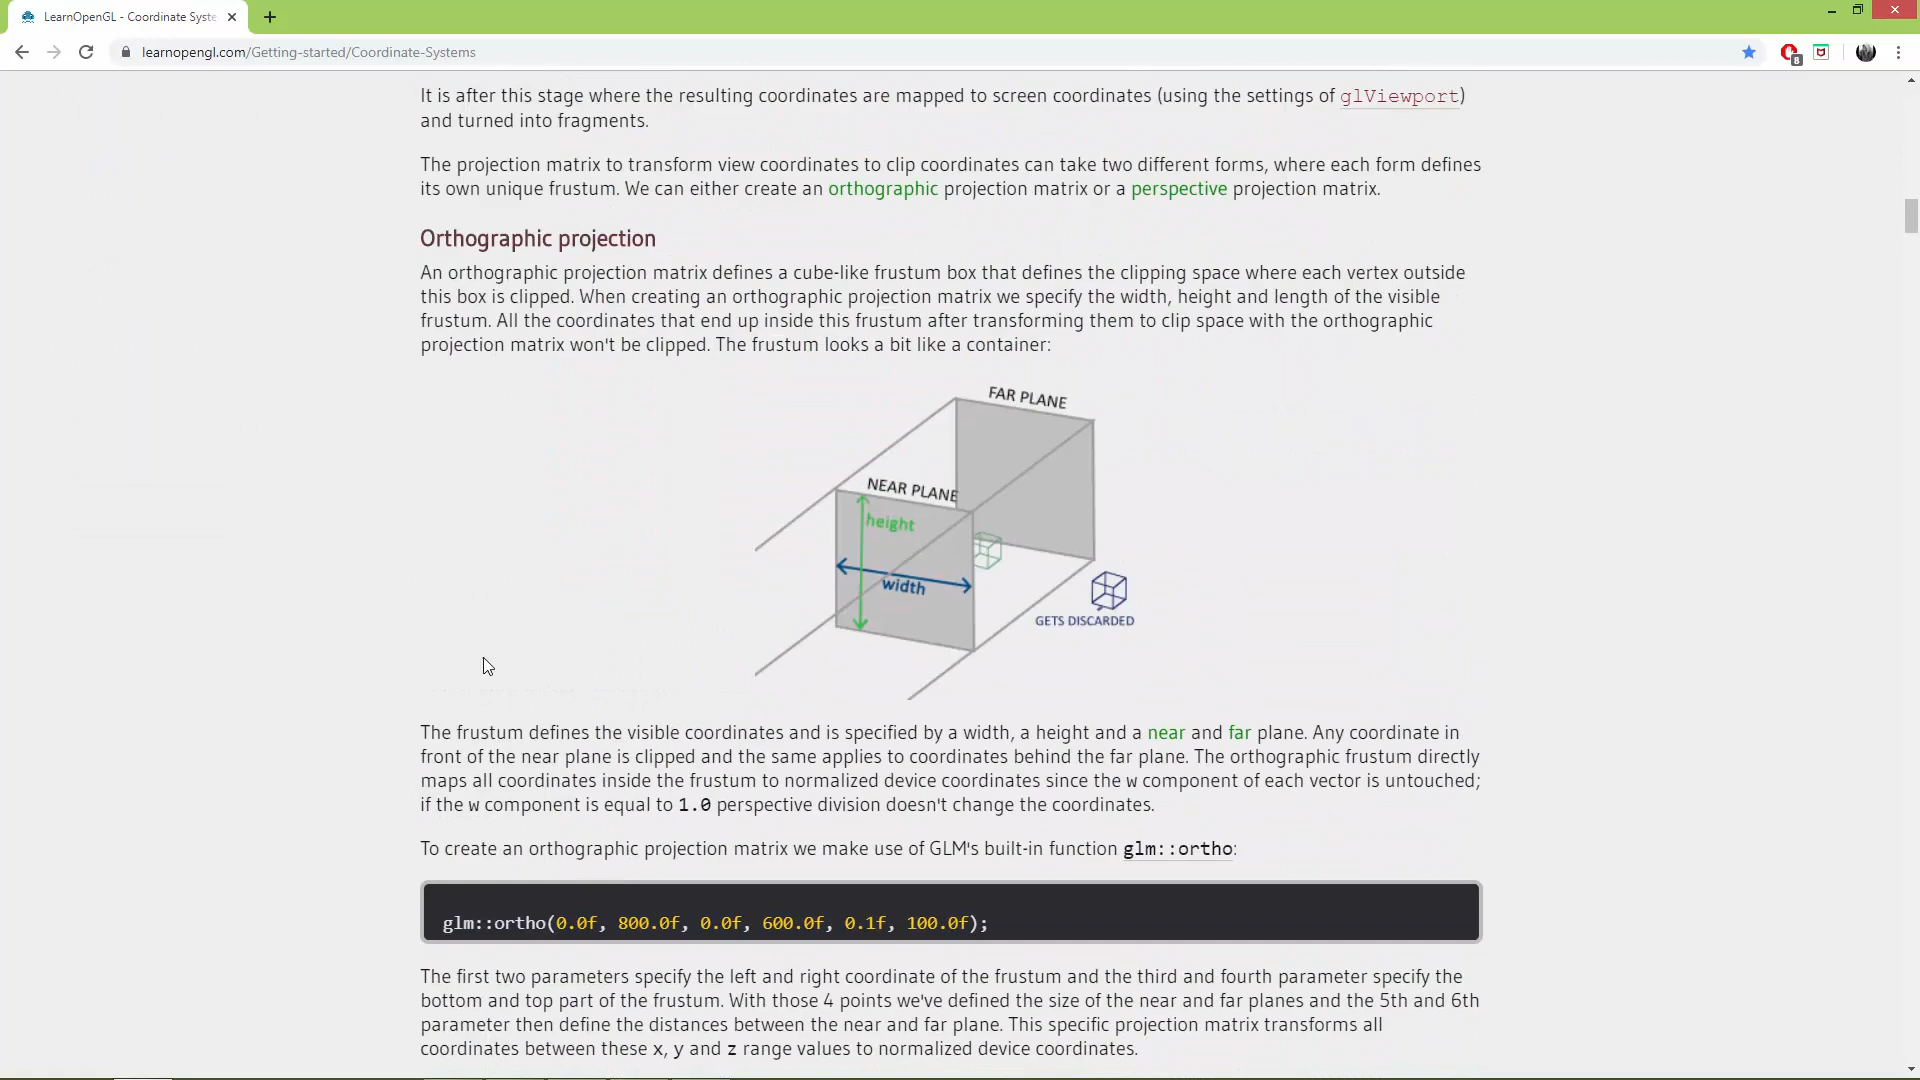 LearnOpenGL - Coordinate Syste
learnopengl.com/Getting-started/Coordinate-Systems
8
It is after this stage where the resulting coordinates are mapped to screen coordinates (using the settings of glViewport)
and turned into fragments.
The projection matrix to transform view coordinates to clip coordinates can take two different forms, where each form defines
its own unique frustum. We can either create an orthographic projection matrix or a perspective projection matrix.
Orthographic projection
An orthographic projection matrix defines a cube-like frustum box that defines the clipping space where each vertex outside
this box is clipped. When creating an orthographic projection matrix we specify the width, height and length of the visible
frustum. All the coordinates that end up inside this frustum after transforming them to clip space with the orthographic
projection matrix won't be clipped. The frustum looks a bit like a container:
FAR PLANE
NEAR PLANE
height
width
GETS DISCARDED
The frustum defines the visible coordinates and is specified by a width, a height and a near and far plane. Any coordinate in
front of the near plane is clipped and the same applies to coordinates behind the far plane. The orthographic frustum directly
maps all coordinates inside the frustum to normalized device coordinates since the w component of each vector is untouched;
if the w component is equal to 1.0 perspective division doesn't change the coordinates.
To create an orthographic projection matrix we make use of GLM's built-in function glm::ortho:
glm::ortho(0.0f, 800.0f, 0.0f, 600.0f, 0.1f, 100.0f);
The first two parameters specify the left and right coordinate of the frustum and the third and fourth parameter specify the
bottom and top part of the frustum. With those 4 points we've defined the size of the near and far planes and the 5th and 6th
parameter then define the distances between the near and far plane. This specific projection matrix transforms all
coordinates between these x, y and z range values to normalized device coordinates.